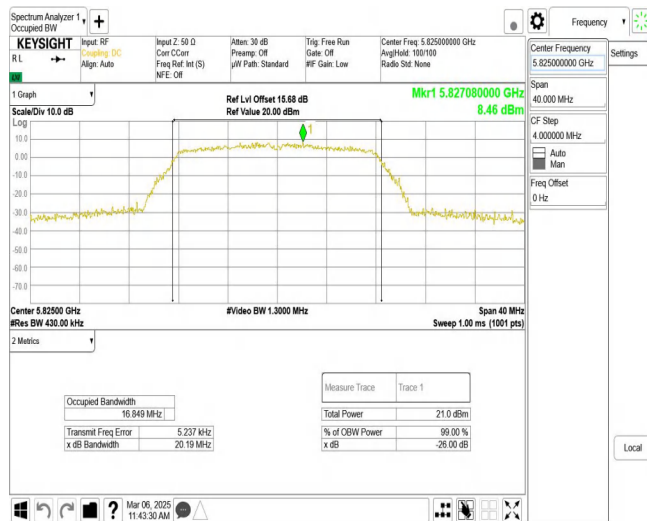 Spectrum Analyzer 1
Occupied BW
+
Frequency
KEYSIGHT
R L
Input: RF
Coupling: DC
Align: Auto
Input Z: 50 Ω
Corr CCorr
Freq Ref: Int (S)
NFE: Off
Atten: 30 dB
Preamp: Off
µW Path: Standard
Trig: Free Run
Gate: Off
#IF Gain: Low
Center Freq: 5.825000000 GHz
Avg|Hold: 100/100
Radio Std: None
Center Frequency
5.825000000 GHz
Settings
Span
40.000 MHz
CF Step
4.000000 MHz
Auto
Man
Freq Offset
0 Hz
Local
1 Graph
Scale/Div 10.0 dB
Ref Lvl Offset 15.68 dB
Ref Value 20.00 dBm
Mkr1 5.827080000 GHz
8.46 dBm
Log
10.0
0.00
-10.0
-20.0
-30.0
-40.0
-50.0
-60.0
-70.0
1
Center 5.82500 GHz
#Res BW 430.00 kHz
#Video BW 1.3000 MHz
Span 40 MHz
Sweep 1.00 ms (1001 pts)
2 Metrics
Measure Trace Trace 1
Occupied Bandwidth
16.849 MHz
Total Power 21.0 dBm
Transmit Freq Error 5.237 kHz
% of OBW Power 99.00 %
x dB Bandwidth 20.19 MHz
x dB -26.00 dB
?
Mar 06, 2025
11:43:30 AM